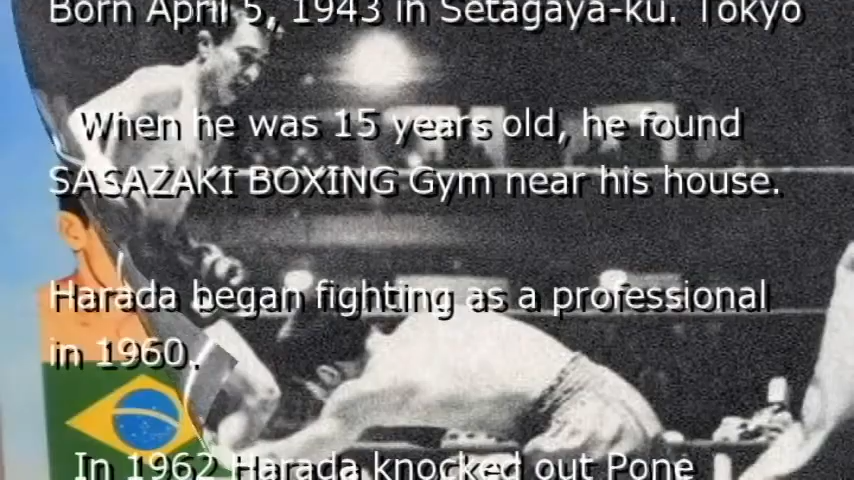 Born April 5, 1943 in Setagaya-ku. Tokyo
When he was 15 years old, he found
SASAZAKI BOXING Gym near his house.
Harada began fighting as a professional
in 1960.
In 1962 Harada knocked out Pone